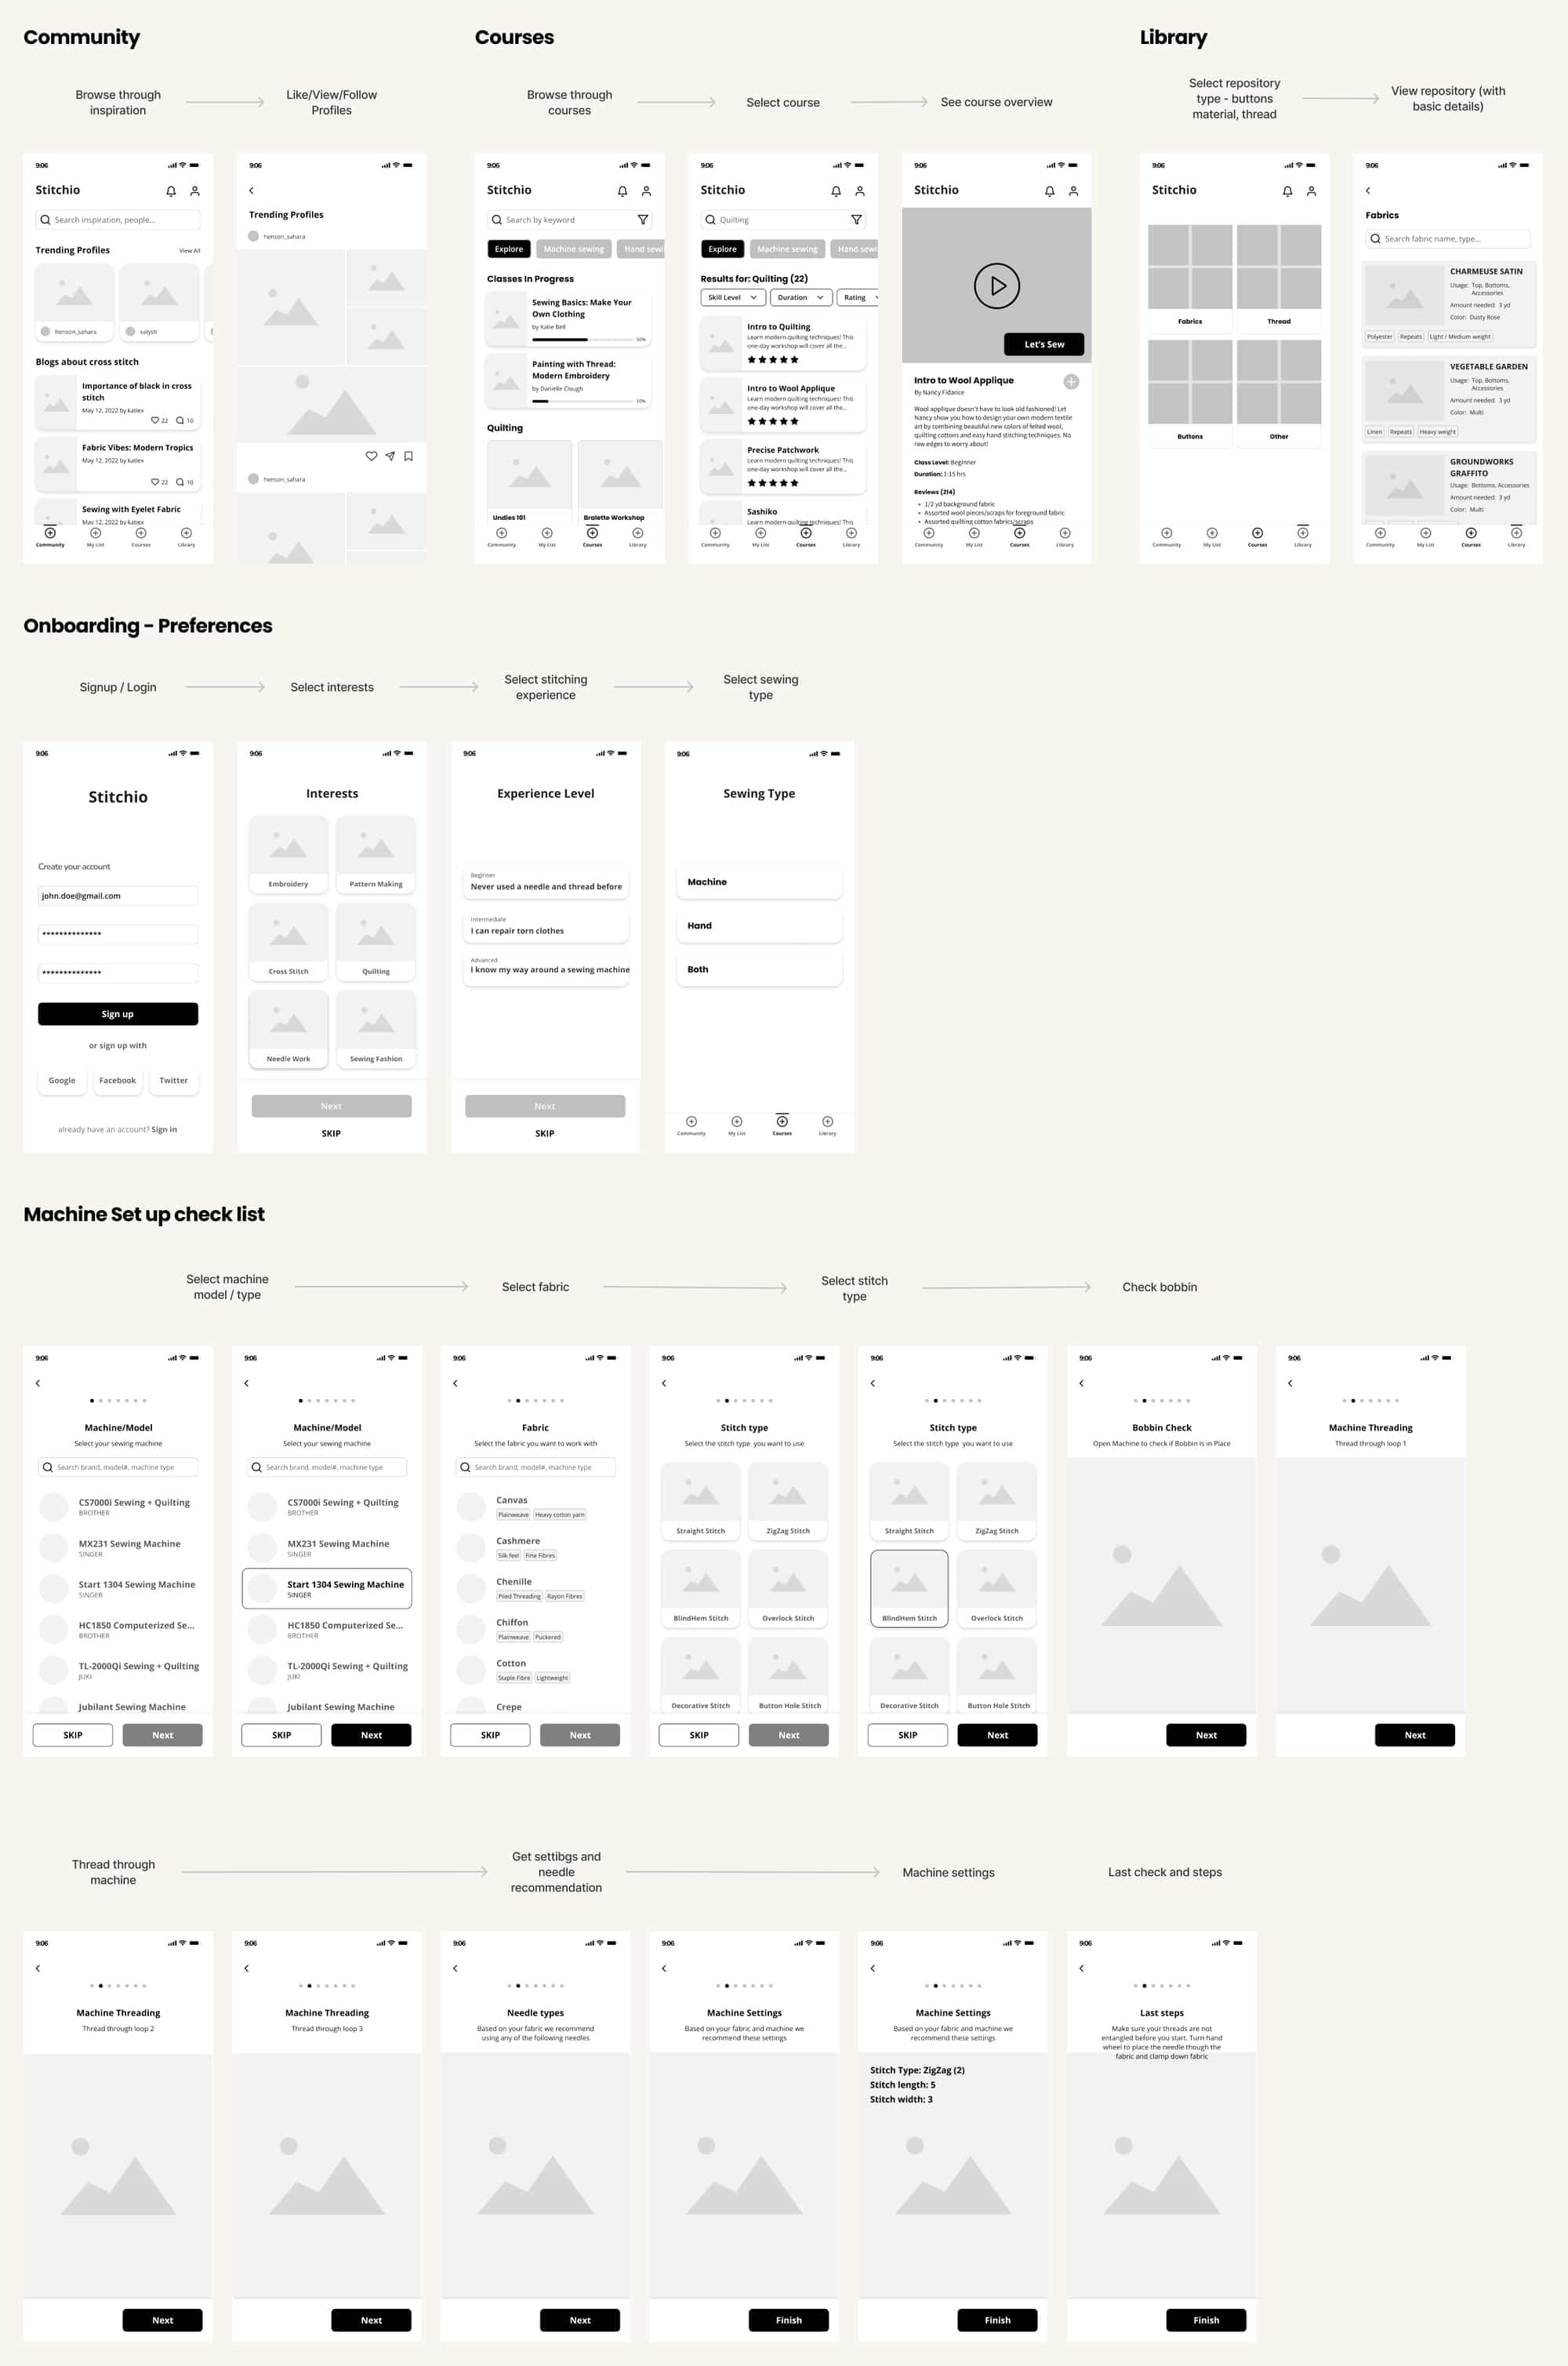 Community
Browse through
inspiration
Like/View/Follow
Profiles
9:06
Stitchio
Search inspiration, people...
Trending Profiles
View All
henson_sahara
xalysh
Blogs about cross stitch
Importance of black in cross
stitch
May 12, 2022 by katiex
22
10
Fabric Vibes: Modern Tropics
May 12, 2022 by katiex
22
10
Sewing with Eyelet Fabric
May 12, 2022 by katiex
Community
My List
Courses
Library
9:06
Trending Profiles
henson_sahara
henson_sahara
Courses
Browse through
courses
Select course
See course overview
9:06
Stitchio
Search by keyword
Explore
Machine sewing
Hand sewi
Classes In Progress
Sewing Basics: Make Your
Own Clothing
by Katie Bell
50%
Painting with Thread:
Modern Embroidery
by Danielle Clough
10%
Quilting
Undies 101
Bralette Workshop
Community
My List
Courses
Library
9:06
Stitchio
Quilting
Explore
Machine sewing
Hand sewi
Results for: Quilting (22)
Skill Level
Duration
Rating
Intro to Quilting
Learn modern quilting techniques! This
one-day workshop will cover all the...
Intro to Wool Applique
Learn modern quilting techniques! This
one-day workshop will cover all the...
Precise Patchwork
Learn modern quilting techniques! This
one-day workshop will cover all the...
Sashiko
Learn modern quilting techniques! This
Community
My List
Courses
Library
9:06
Stitchio
Let's Sew
Intro to Wool Applique
By Nancy Fidance
Wool applique doesn't have to look old fashioned! Let
Nancy show you how to design your own modern textile
art by combining beautiful new colors of felted wool,
quilting cottons and easy hand stitching techniques. No
raw edges to worry about!
Class Level: Beginner
Duration: 1:15 hrs
Reviews (214)
• 1/2 yd background fabric
• Assorted wool pieces/scraps for foreground fabric
• Assorted quilting cotton fabrics/scraps
Community
My List
Courses
Library
Library
Select repository
type - buttons
material, thread
View repository (with
basic details)
9:06
Stitchio
Fabrics
Thread
Buttons
Other
Community
My List
Courses
Library
9:06
Fabrics
Search fabric name, type...
CHARMEUSE SATIN
Usage: Top, Bottoms,
Accessories
Amount needed: 3 yd
Color: Dusty Rose
Polyester
Repeats
Light / Medium weight
VEGETABLE GARDEN
Usage: Top, Bottoms,
Accessories
Amount needed: 3 yd
Color: Multi
Linen
Repeats
Heavy weight
GROUNDWORKS
GRAFFITO
Usage: Bottoms, Accessories
Amount needed: 3 yd
Color: Multi
Community
My List
Courses
Library
Onboarding - Preferences
Signup / Login
Select interests
Select stitching
experience
Select sewing
type
9:06
Stitchio
Create your account
john.doe@gmail.com
**************
**************
Sign up
or sign up with
Google
Facebook
Twitter
already have an account? Sign in
9:06
Interests
Embroidery
Pattern Making
Cross Stitch
Quilting
Needle Work
Sewing Fashion
Next
SKIP
9:06
Experience Level
Beginner
Never used a needle and thread before
Intermediate
I can repair torn clothes
Advanced
I know my way around a sewing machine
Next
SKIP
9:06
Sewing Type
Machine
Hand
Both
Community
My List
Courses
Library
Machine Set up check list
Select machine
model / type
Select fabric
Select stitch
type
Check bobbin
9:06
Machine/Model
Select your sewing machine
Search brand, model#, machine type
CS7000i Sewing + Quilting
BROTHER
MX231 Sewing Machine
SINGER
Start 1304 Sewing Machine
SINGER
HC1850 Computerized Se...
BROTHER
TL-2000Qi Sewing + Quilting
JUKI
Jubilant Sewing Machine
SKIP
Next
9:06
Machine/Model
Select your sewing machine
Search brand, model#, machine type
CS7000i Sewing + Quilting
BROTHER
MX231 Sewing Machine
SINGER
Start 1304 Sewing Machine
SINGER
HC1850 Computerized Se...
BROTHER
TL-2000Qi Sewing + Quilting
JUKI
Jubilant Sewing Machine
SKIP
Next
9:06
Fabric
Select the fabric you want to work with
Search brand, model#, machine type
Canvas
Plainweave
Heavy cotton yarn
Cashmere
Silk feel
Fine Fibres
Chenille
Piled Threading
Rayon Fibres
Chiffon
Plainweave
Puckered
Cotton
Staple Fibre
Lightweight
Crepe
SKIP
Next
9:06
Stitch type
Select the stitch type you want to use
Straight Stitch
ZigZag Stitch
BlindHem Stitch
Overlock Stitch
Decorative Stitch
Button Hole Stitch
SKIP
Next
9:06
Stitch type
Select the stitch type you want to use
Straight Stitch
ZigZag Stitch
BlindHem Stitch
Overlock Stitch
Decorative Stitch
Button Hole Stitch
SKIP
Next
9:06
Bobbin Check
Open Machine to check if Bobbin is in Place
Next
9:06
Machine Threading
Thread through loop 1
Next
Thread through
machine
Get settibgs and
needle
recommendation
Machine settings
Last check and steps
9:06
Machine Threading
Thread through loop 2
Next
9:06
Machine Threading
Thread through loop 3
Next
9:06
Needle types
Based on your fabric we recommend
using any of the following needles
Next
9:06
Machine Settings
Based on your fabric and machine we
recommend these settings
Finish
9:06
Machine Settings
Based on your fabric and machine we
recommend these settings
Stitch Type: ZigZag (2)
Stitch length: 5
Stitch width: 3
Finish
9:06
Last steps
Make sure your threads are not
entangled before you start. Turn hand
wheel to place the needle though the
fabric and clamp down fabric
Finish